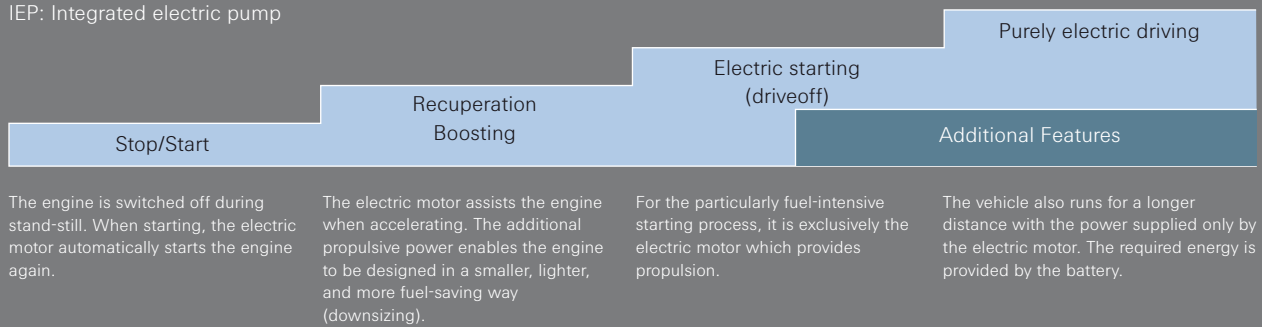 IEP: Integrated electric pump
Purely electric driving
Electric starting
(driveoff)
Recuperation
Boosting
Additional Features
Stop/Start
The engine is switched off during
stand-still. When starting, the electric
motor automatically starts the engine
again.
The electric motor assists the engine
when accelerating. The additional
propulsive power enables the engine
to be designed in a smaller, lighter,
and more fuel-saving way
(downsizing).
For the particularly fuel-intensive
starting process, it is exclusively the
electric motor which provides
propulsion.
The vehicle also runs for a longer
distance with the power supplied only by
the electric motor. The required energy is
provided by the battery.